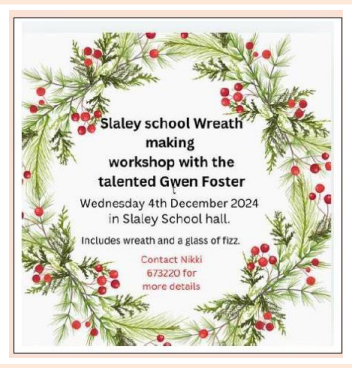 Slaley school Wreath
making
workshop with the
talented Gwen Foster
Wednesday 4th December 2024
in Slaley School hall.
Includes wreath and a glass of fizz.
Contact Nikki
673220 for
more details